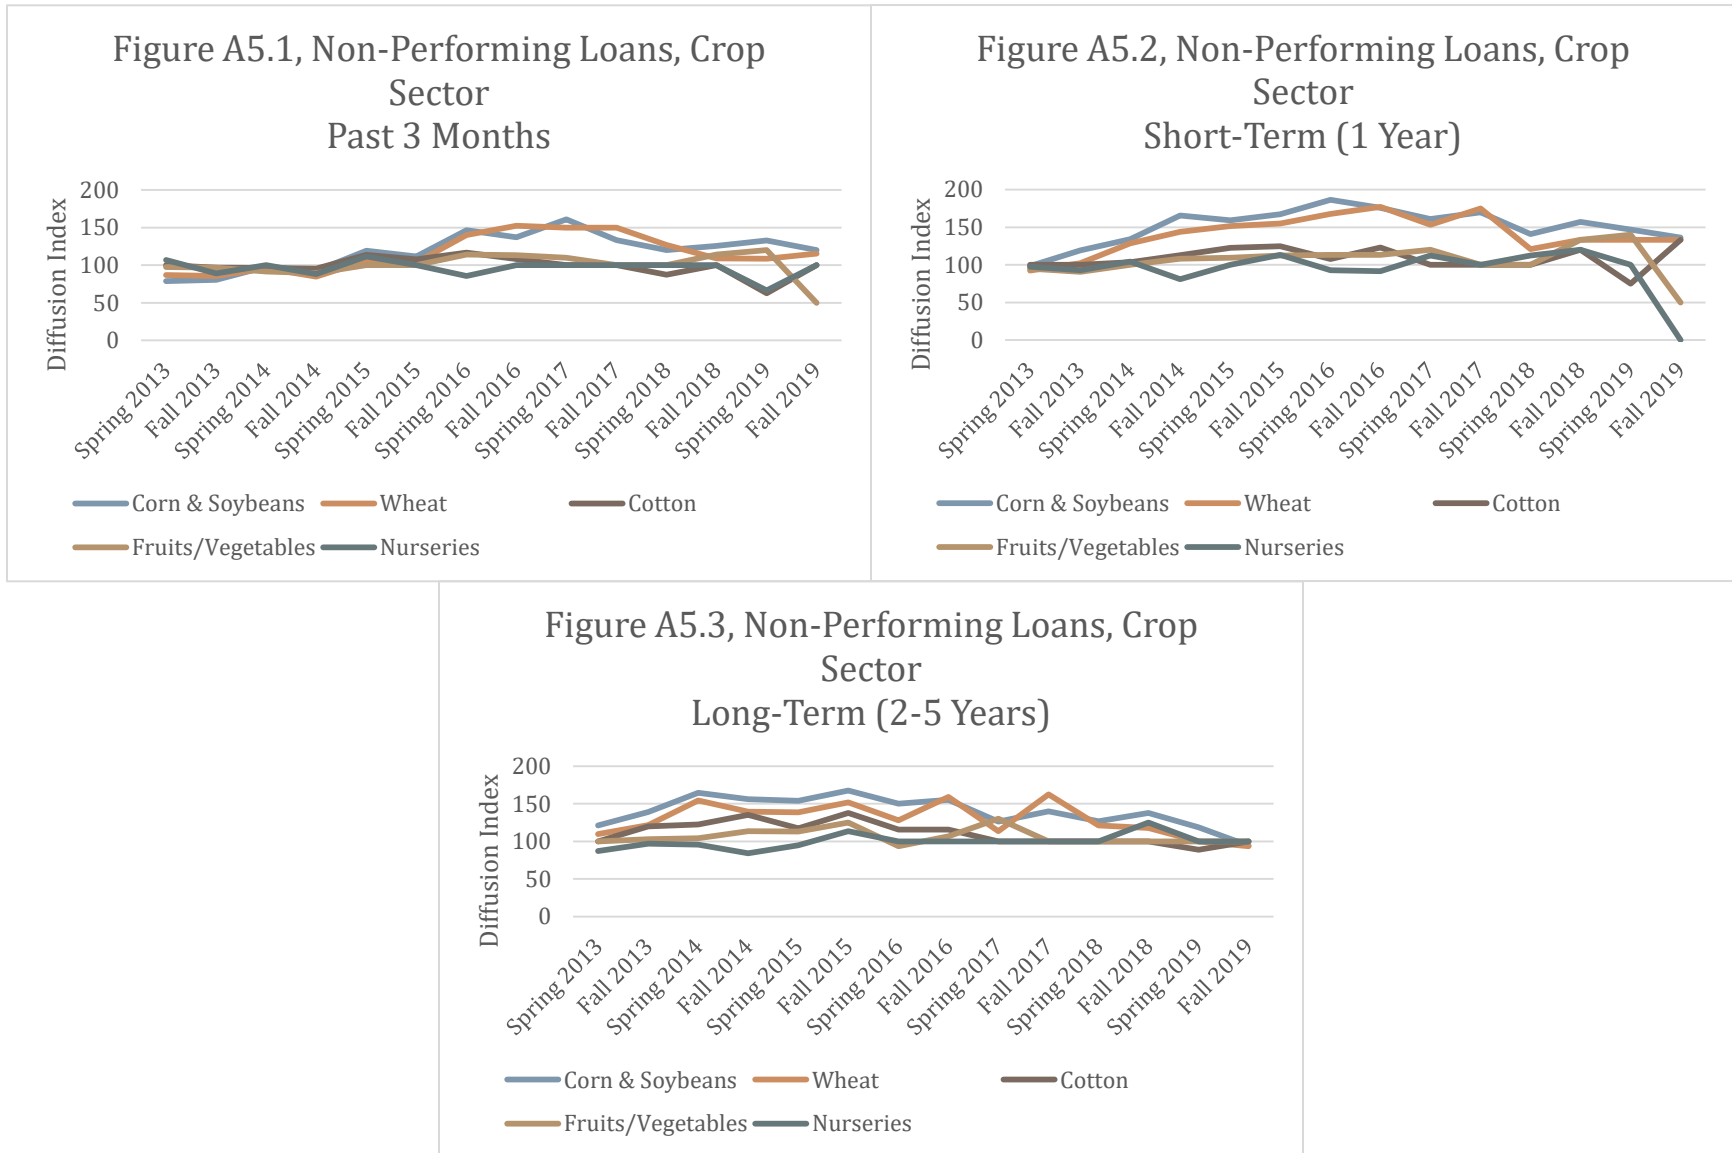 Figure A5.1, Non-Performing Loans, Crop
Sector
Past 3 Months
Diffusion Index
200
150
100
50
0
Spring 2013
Fall 2013
Spring 2014
Fall 2014
Spring 2015
Fall 2015
Spring 2016
Fall 2016
Spring 2017
Fall 2017
Spring 2018
Fall 2018
Spring 2019
Fall 2019
Corn & Soybeans
Wheat
Cotton
Fruits/Vegetables
Nurseries
Figure A5.2, Non-Performing Loans, Crop
Sector
Short-Term (1 Year)
Diffusion Index
200
150
100
50
0
Spring 2013
Fall 2013
Spring 2014
Fall 2014
Spring 2015
Fall 2015
Spring 2016
Fall 2016
Spring 2017
Fall 2017
Spring 2018
Fall 2018
Spring 2019
Fall 2019
Corn & Soybeans
Wheat
Cotton
Fruits/Vegetables
Nurseries
Figure A5.3, Non-Performing Loans, Crop
Sector
Long-Term (2-5 Years)
Diffusion Index
200
150
100
50
0
Spring 2013
Fall 2013
Spring 2014
Fall 2014
Spring 2015
Fall 2015
Spring 2016
Fall 2016
Spring 2017
Fall 2017
Spring 2018
Fall 2018
Spring 2019
Fall 2019
Corn & Soybeans
Wheat
Cotton
Fruits/Vegetables
Nurseries